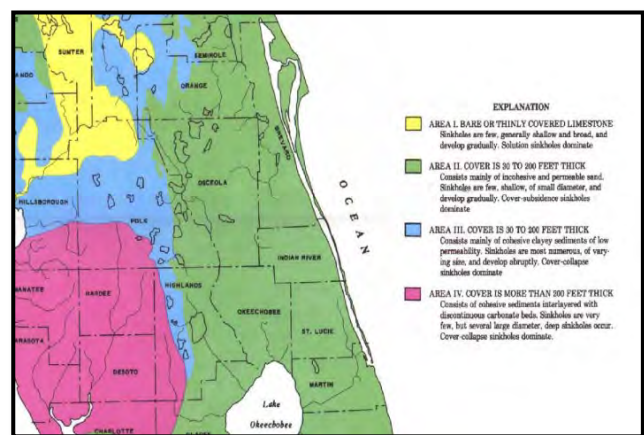 SUMTER
SEMINOLE
ORANGE
BREVARD
OSCEOLA
HILLSBOROUGH
POLK
INDIAN RIVER
HARDEE
HIGHLANDS
OKEECHOBEE
ST. LUCIE
DESOTO
MARTIN
CHARLOTTE
Lake
Okeechobee
OCEAN
EXPLANATION
AREA I. BARE OR THINLY COVERED LIMESTONE
Sinkholes are few, generally shallow and broad, and
develop gradually. Solution sinkholes dominate
AREA II. COVER IS 30 TO 200 FEET THICK
Consists mainly of incohesive and permeable sand.
Sinkholes are few, shallow, of small diameter, and
develop gradually. Cover-subsidence sinkholes
dominate
AREA III. COVER IS 30 TO 200 FEET THICK
Consists mainly of cohesive clayey sediments of low
permeability. Sinkholes are most numerous, of vary-
ing size, and develop abruptly. Cover-collapse
sinkholes dominate
AREA IV. COVER IS MORE THAN 200 FEET THICK
Consists of cohesive sediments interlayered with
discontinuous carbonate beds. Sinkholes are very
few, but several large diameter, deep sinkholes occur.
Cover-collapse sinkholes dominate.